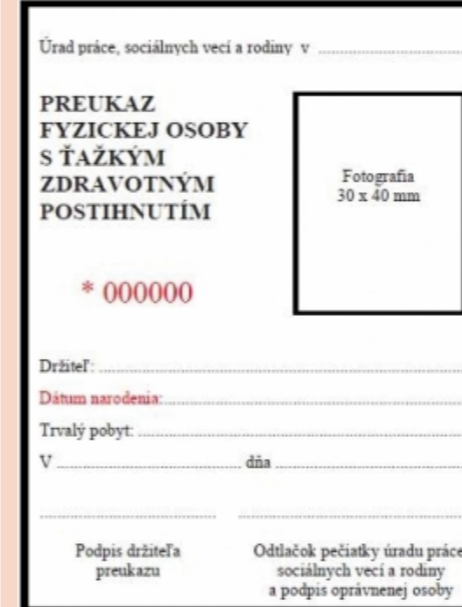 Úrad práce, sociálnych vecí a rodiny v ........................
PREUKAZ
FYZICKEJ OSOBY
S ŤAŽKÝM
ZDRAVOTNÝM
POSTIHNUTÍM
Fotografia
30 x 40 mm
* 000000
Držiteľ: ........................
Dátum narodenia: ........................
Trvalý pobyt: ........................
V ........................ dňa ........................
Podpis držiteľa
preukazu
Odtlačok pečiatky úradu práce
sociálnych vecí a rodiny
a podpis oprávnenej osoby